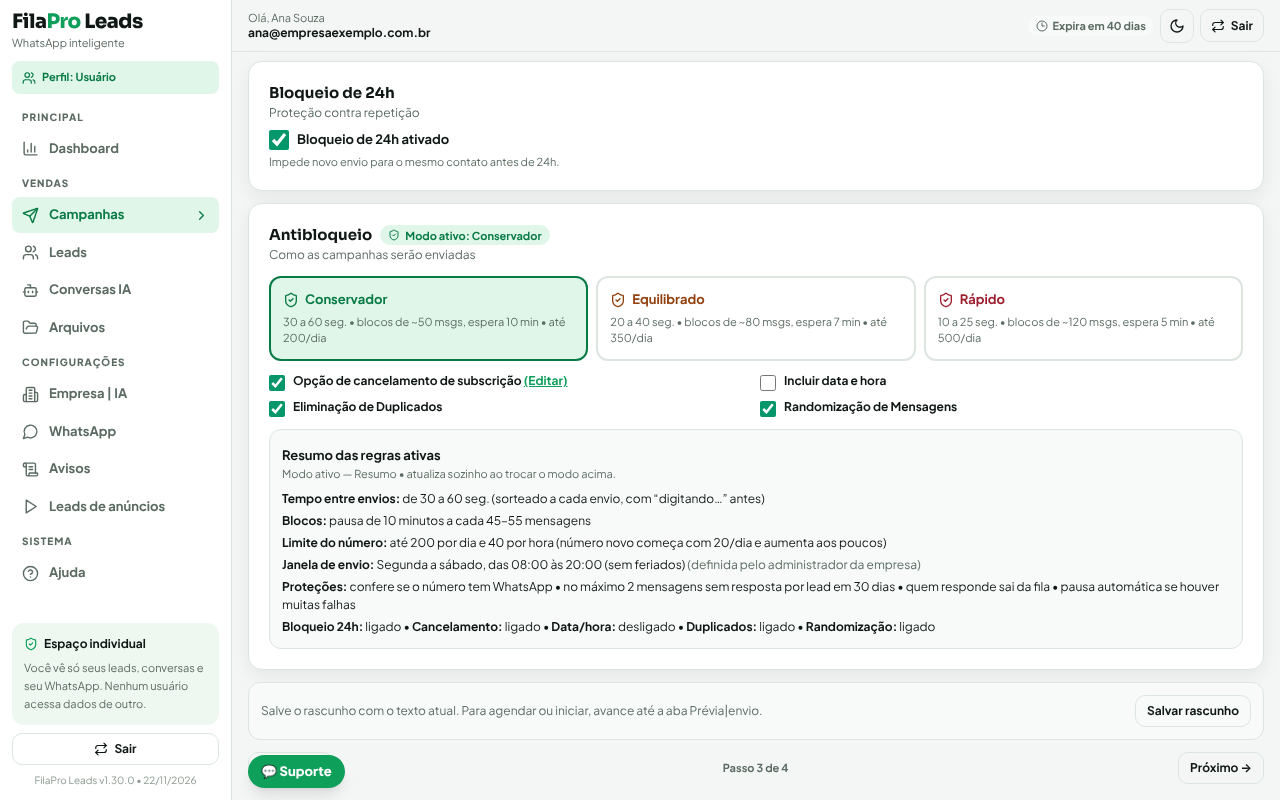 FilaPro Leads
WhatsApp inteligente
Perfil: Usuário
PRINCIPAL
Dashboard
VENDAS
Campanhas
Leads
Conversas IA
Arquivos
CONFIGURAÇÕES
Empresa | IA
WhatsApp
Avisos
Leads de anúncios
SISTEMA
Ajuda
Espaço individual
Você vê só seus leads, conversas e
seu WhatsApp. Nenhum usuário
acessa dados de outro.
Sair
FilaPro Leads v1.30.0 • 22/11/2026
Olá, Ana Souza
ana@empresaexemplo.com.br
Expira em 40 dias
Sair
Bloqueio de 24h
Proteção contra repetição
Bloqueio de 24h ativado
Impede novo envio para o mesmo contato antes de 24h.
Antibloqueio
Modo ativo: Conservador
Como as campanhas serão enviadas
Conservador
30 a 60 seg. • blocos de ~50 msgs, espera 10 min • até
200/dia
Equilibrado
20 a 40 seg. • blocos de ~80 msgs, espera 7 min • até
350/dia
Rápido
10 a 25 seg. • blocos de ~120 msgs, espera 5 min • até
500/dia
Opção de cancelamento de subscrição (Editar)
Incluir data e hora
Eliminação de Duplicados
Randomização de Mensagens
Resumo das regras ativas
Modo ativo — Resumo • atualiza sozinho ao trocar o modo acima.
Tempo entre envios: de 30 a 60 seg. (sorteado a cada envio, com “digitando…” antes)
Blocos: pausa de 10 minutos a cada 45–55 mensagens
Limite do número: até 200 por dia e 40 por hora (número novo começa com 20/dia e aumenta aos poucos)
Janela de envio: Segunda a sábado, das 08:00 às 20:00 (sem feriados) (definida pelo administrador da empresa)
Proteções: confere se o número tem WhatsApp • no máximo 2 mensagens sem resposta por lead em 30 dias • quem responde sai da fila • pausa automática se houver
muitas falhas
Bloqueio 24h: ligado • Cancelamento: ligado • Data/hora: desligado • Duplicados: ligado • Randomização: ligado
Salve o rascunho com o texto atual. Para agendar ou iniciar, avance até a aba Prévia|envio.
Salvar rascunho
💬 Suporte
Passo 3 de 4
Próximo →